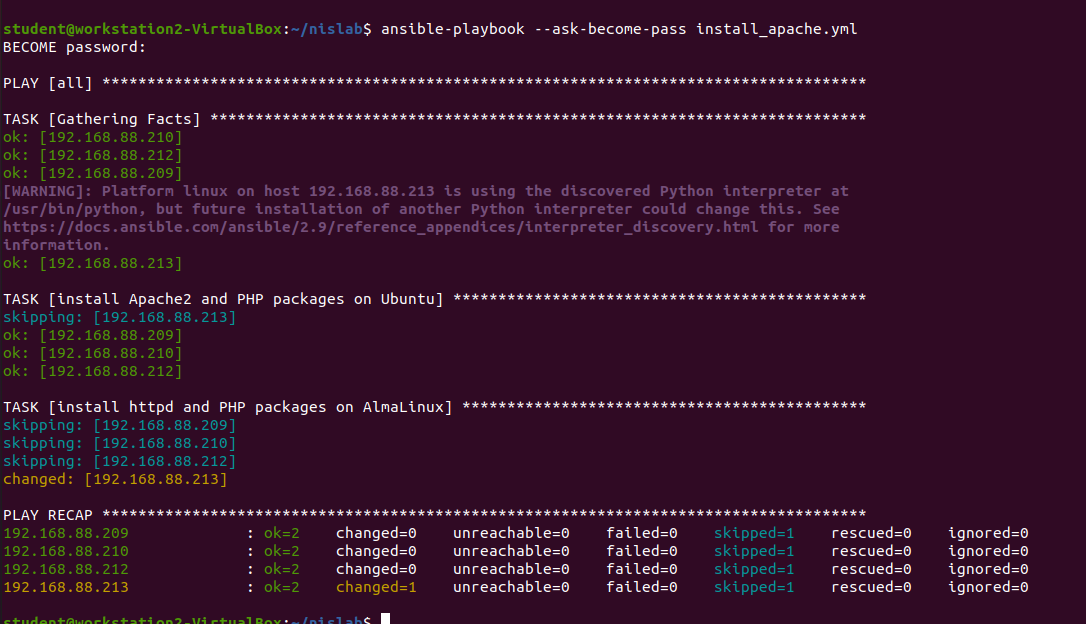 student@workstation2-VirtualBox:~/nislab$ ansible-playbook --ask-become-pass install_apache.yml
BECOME password:
PLAY [all] *************************************************************************************
TASK [Gathering Facts] *************************************************************************
ok: [192.168.88.210]
ok: [192.168.88.212]
ok: [192.168.88.209]
[WARNING]: Platform linux on host 192.168.88.213 is using the discovered Python interpreter at
/usr/bin/python, but future installation of another Python interpreter could change this. See
https://docs.ansible.com/ansible/2.9/reference_appendices/interpreter_discovery.html for more
information.
ok: [192.168.88.213]
TASK [install Apache2 and PHP packages on Ubuntu] **********************************************
skipping: [192.168.88.213]
ok: [192.168.88.209]
ok: [192.168.88.210]
ok: [192.168.88.212]
TASK [install httpd and PHP packages on AlmaLinux] *********************************************
skipping: [192.168.88.209]
skipping: [192.168.88.210]
skipping: [192.168.88.212]
changed: [192.168.88.213]
PLAY RECAP *************************************************************************************
192.168.88.209             : ok=2    changed=0    unreachable=0    failed=0    skipped=1    rescued=0    ignored=0
192.168.88.210             : ok=2    changed=0    unreachable=0    failed=0    skipped=1    rescued=0    ignored=0
192.168.88.212             : ok=2    changed=0    unreachable=0    failed=0    skipped=1    rescued=0    ignored=0
192.168.88.213             : ok=2    changed=1    unreachable=0    failed=0    skipped=1    rescued=0    ignored=0
student@workstation2-VirtualBox:~/nislab$